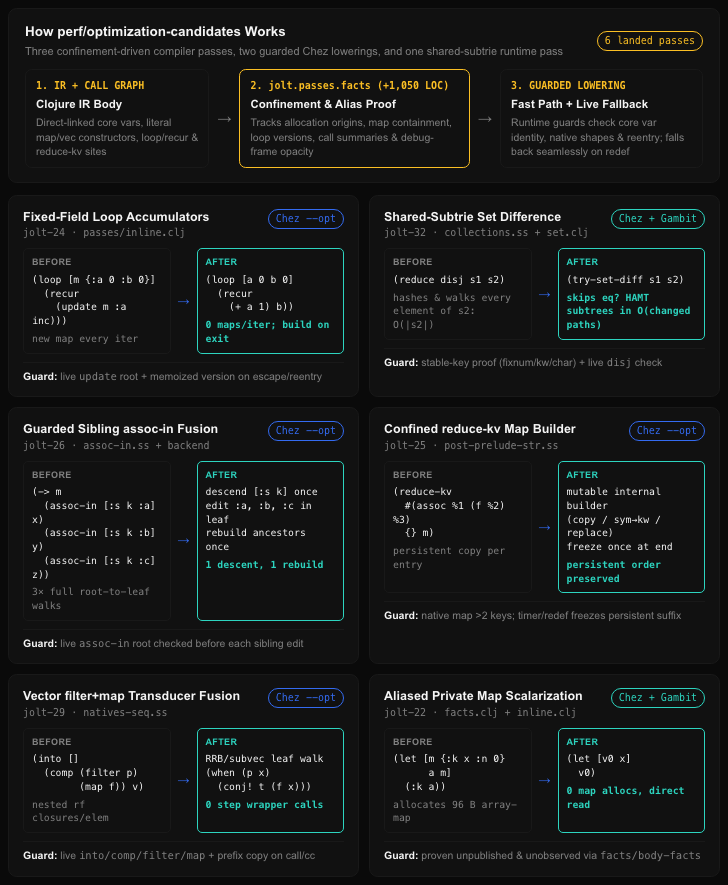 How perf/optimization-candidates Works
Three confinement-driven compiler passes, two guarded Chez lowerings, and one shared-subtrie runtime pass
6 landed passes
1. IR + CALL GRAPH
Clojure IR Body
Direct-linked core vars, literal
map/vec constructors, loop/recur &
reduce-kv sites
→
2. jolt.passes.facts (+1,050 LOC)
Confinement & Alias Proof
Tracks allocation origins, map containment,
loop versions, call summaries & debug-
frame opacity
→
3. GUARDED LOWERING
Fast Path + Live Fallback
Runtime guards check core var
identity, native shapes & reentry; falls
back seamlessly on redef
Fixed-Field Loop Accumulators
Chez --opt
jolt-24 · passes/inline.clj
BEFORE
(loop [m {:a 0 :b 0}]
  (recur
    (update m :a
inc)))
new map every iter
→
AFTER
(loop [a 0 b 0]
  (recur
    (+ a 1) b))
0 maps/iter; build on
exit
Guard: live update root + memoized version on escape/reentry
Shared-Subtrie Set Difference
Chez + Gambit
jolt-32 · collections.ss + set.clj
BEFORE
(reduce disj s1 s2)
hashes & walks every
element of s2:
O(|s2|)
→
AFTER
(try-set-diff s1 s2)
skips eq? HAMT
subtrees in O(changed
paths)
Guard: stable-key proof (fixnum/kw/char) + live disj check
Guarded Sibling assoc-in Fusion
Chez --opt
jolt-26 · assoc-in.ss + backend
BEFORE
(-> m
  (assoc-in [:s k :a]
x)
  (assoc-in [:s k :b]
y)
  (assoc-in [:s k :c]
z))
3× full root-to-leaf
walks
→
AFTER
descend [:s k] once
edit :a, :b, :c in
leaf
rebuild ancestors
once
1 descent, 1 rebuild
Guard: live assoc-in root checked before each sibling edit
Confined reduce-kv Map Builder
Chez --opt
jolt-25 · post-prelude-str.ss
BEFORE
(reduce-kv
  #(assoc %1 (f %2)
%3)
  {} m)
persistent copy per
entry
→
AFTER
mutable internal
builder
(copy / sym→kw /
replace)
freeze once at end
persistent order
preserved
Guard: native map >2 keys; timer/redef freezes persistent suffix
Vector filter+map Transducer Fusion
Chez --opt
jolt-29 · natives-seq.ss
BEFORE
(into []
  (comp (filter p)
        (map f)) v)
nested rf
closures/elem
→
AFTER
RRB/subvec leaf walk
(when (p x)
  (conj! t (f x)))
0 step wrapper calls
Guard: live into/comp/filter/map + prefix copy on call/cc
Aliased Private Map Scalarization
Chez + Gambit
jolt-22 · facts.clj + inline.clj
BEFORE
(let [m {:k x :n 0}
      a m]
  (:k a))
allocates 96 B array-
map
→
AFTER
(let [v0 x]
  v0)
0 map allocs, direct
read
Guard: proven unpublished & unobserved via facts/body-facts